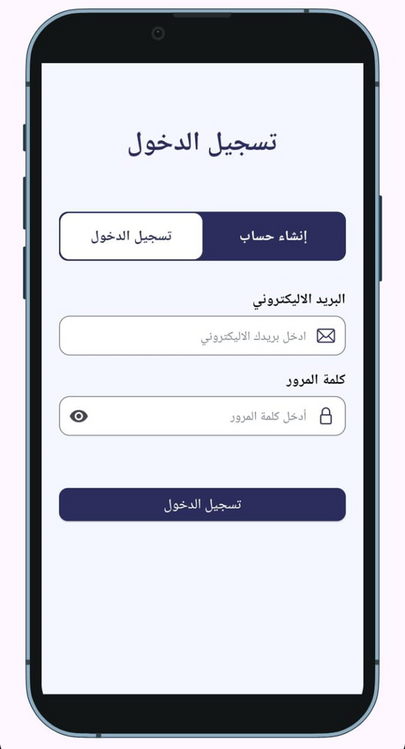 تسجيل الدخول
إنشاء حساب
تسجيل الدخول
البريد الاليكتروني
ادخل بريدك الاليكتروني
كلمة المرور
أدخل كلمة المرور
تسجيل الدخول